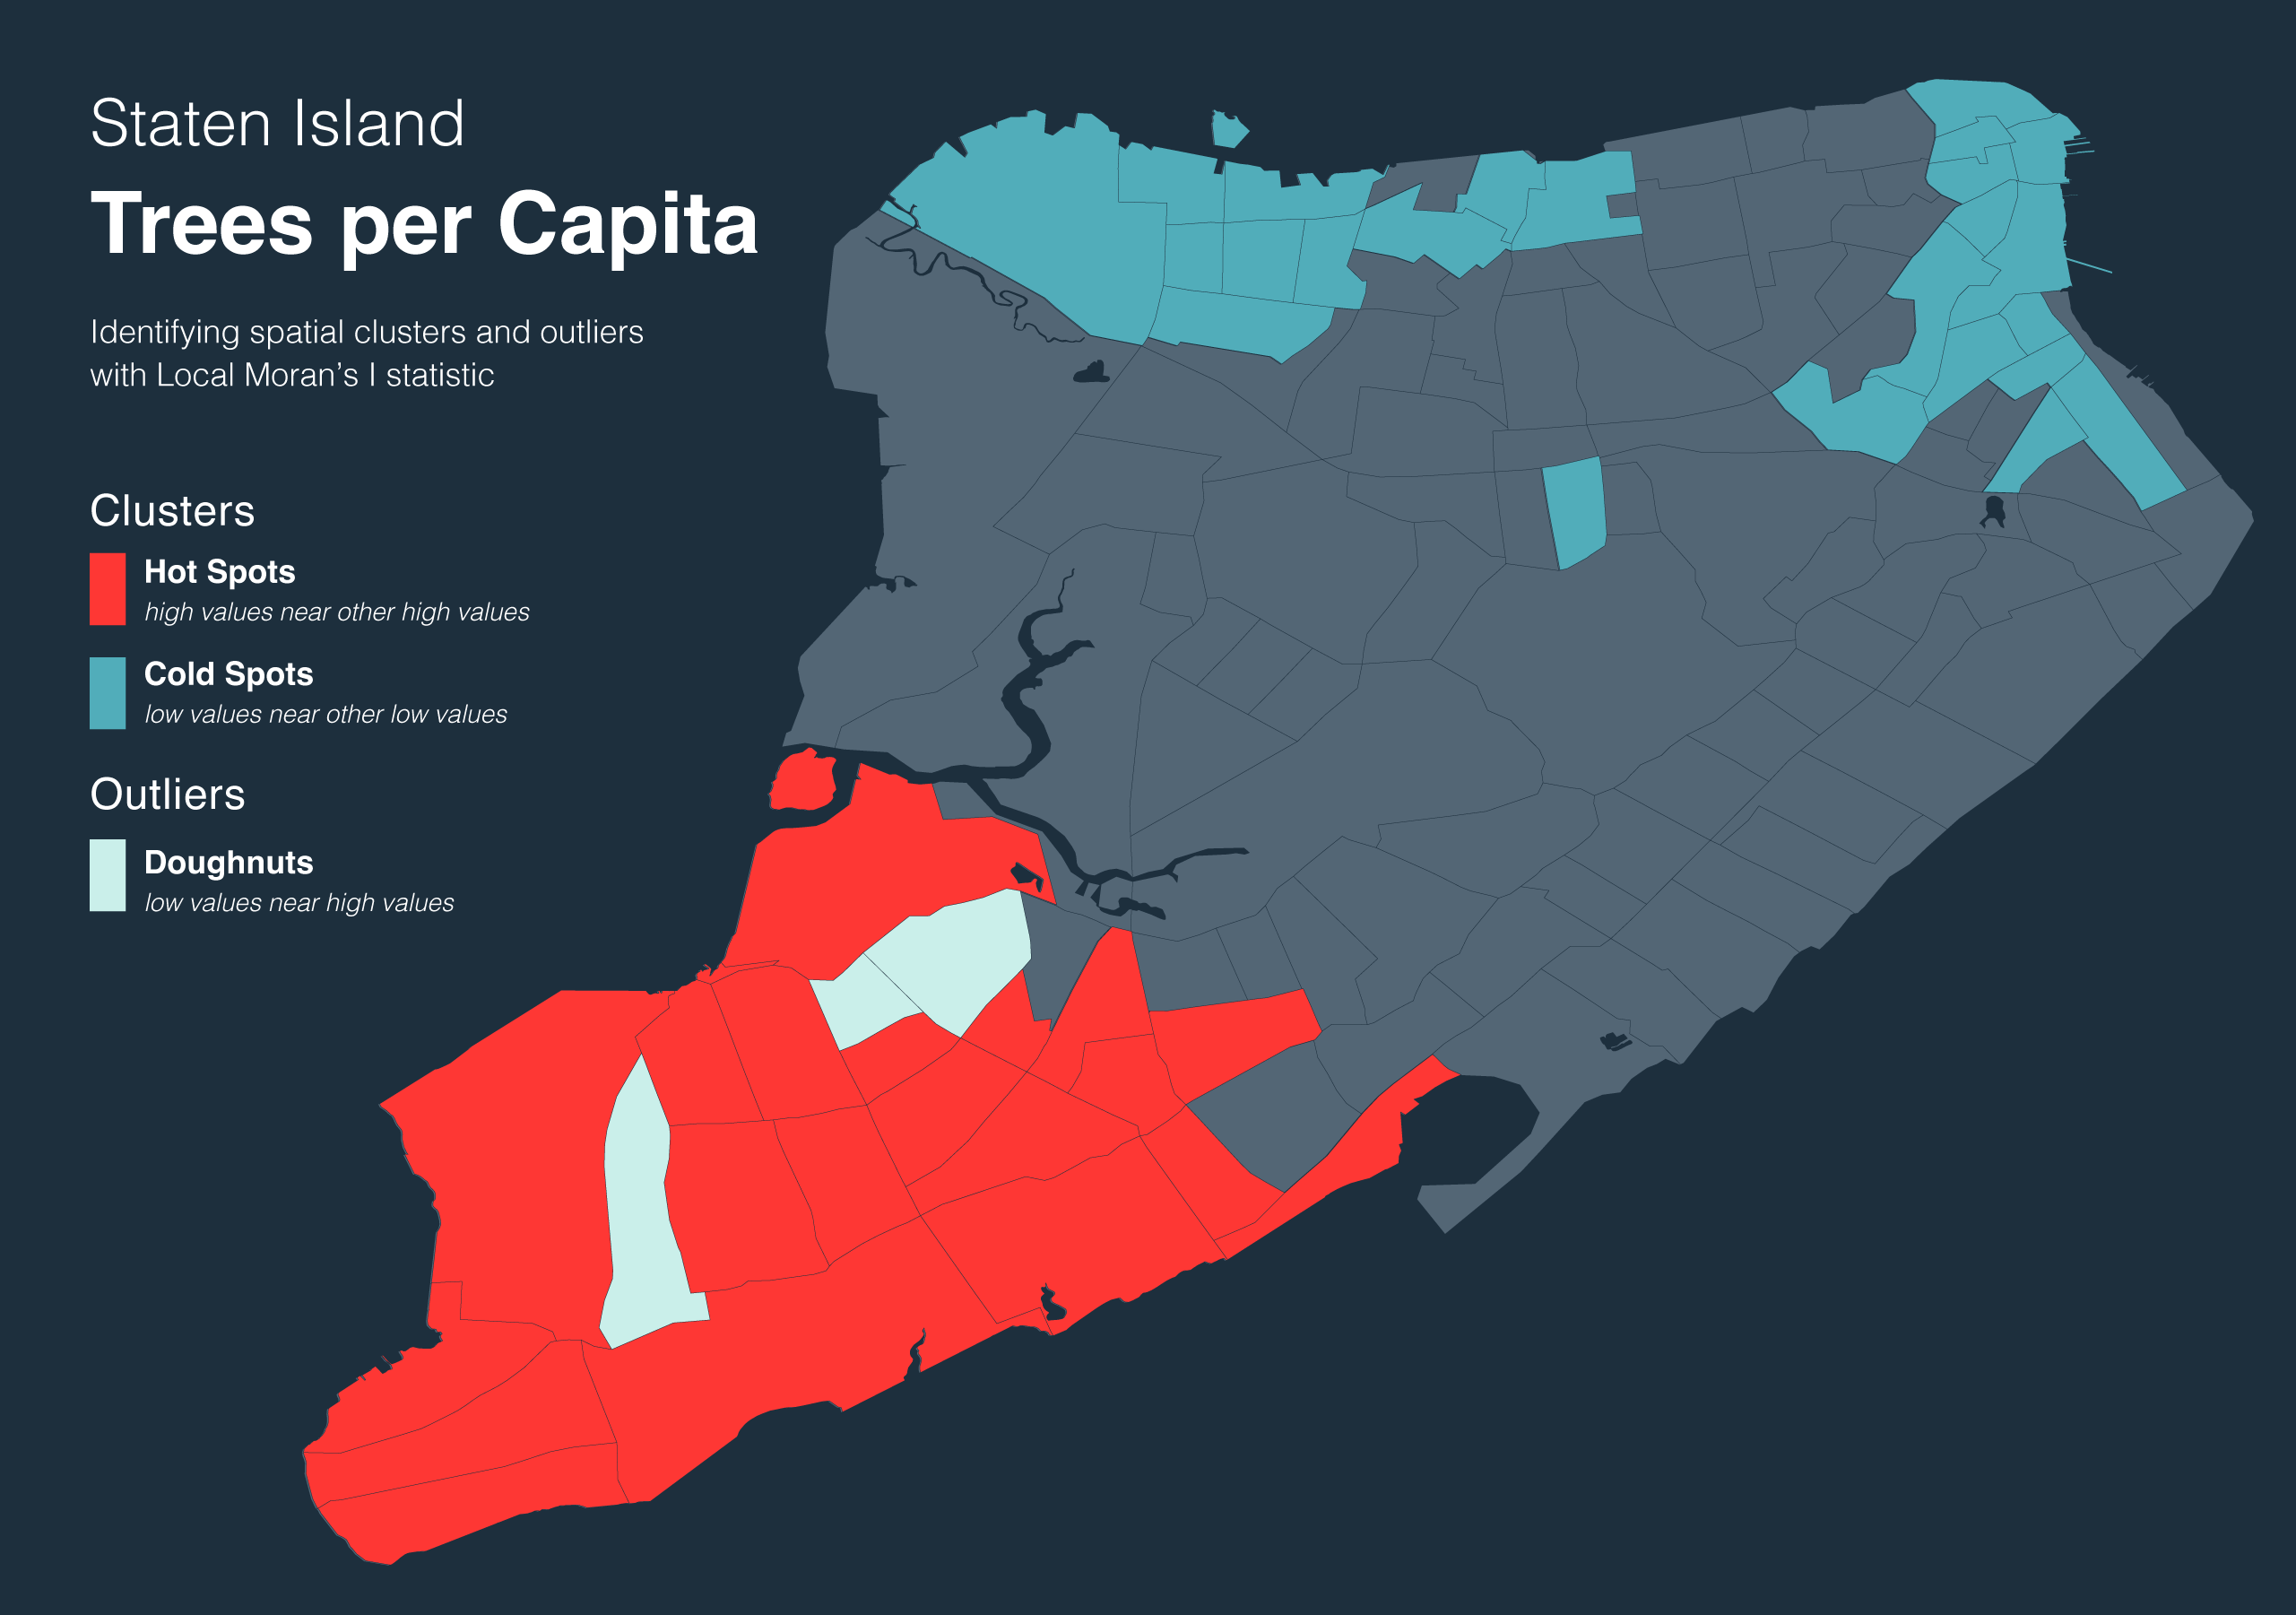 Staten Island
Trees per Capita
Identifying spatial clusters and outliers
with Local Moran’s I statistic
Clusters
Hot Spots
high values near other high values
Cold Spots
low values near other low values
Outliers
Doughnuts
low values near high values